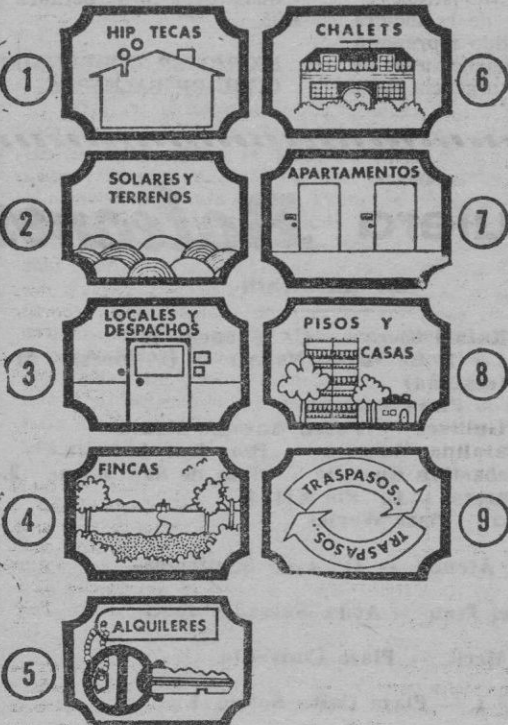 1
HIP TECAS
2
SOLARES Y
TERRENOS
3
LOCALES Y
DESPACHOS
4
FINCAS
5
ALQUILERES
CHALETS
6
APARTAMENTOS
7
PISOS Y
CASAS
8
TRASPASOS..
TRASPASOS..
9